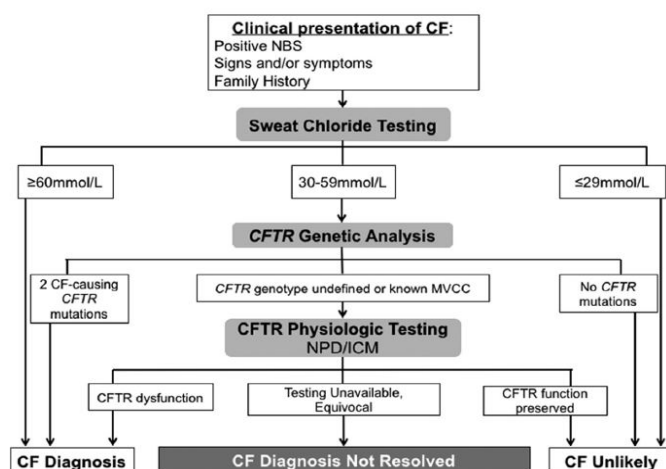 Clinical presentation of CF:
Positive NBS
Signs and/or symptoms
Family History
Sweat Chloride Testing
≥60mmol/L
30-59mmol/L
≤29mmol/L
CFTR Genetic Analysis
2 CF-causing
CFTR
mutations
CFTR genotype undefined or known MVCC
No CFTR
mutations
CFTR Physiologic Testing
NPD/ICM
CFTR dysfunction
Testing Unavailable,
Equivocal
CFTR function
preserved
CF Diagnosis
CF Diagnosis Not Resolved
CF Unlikely